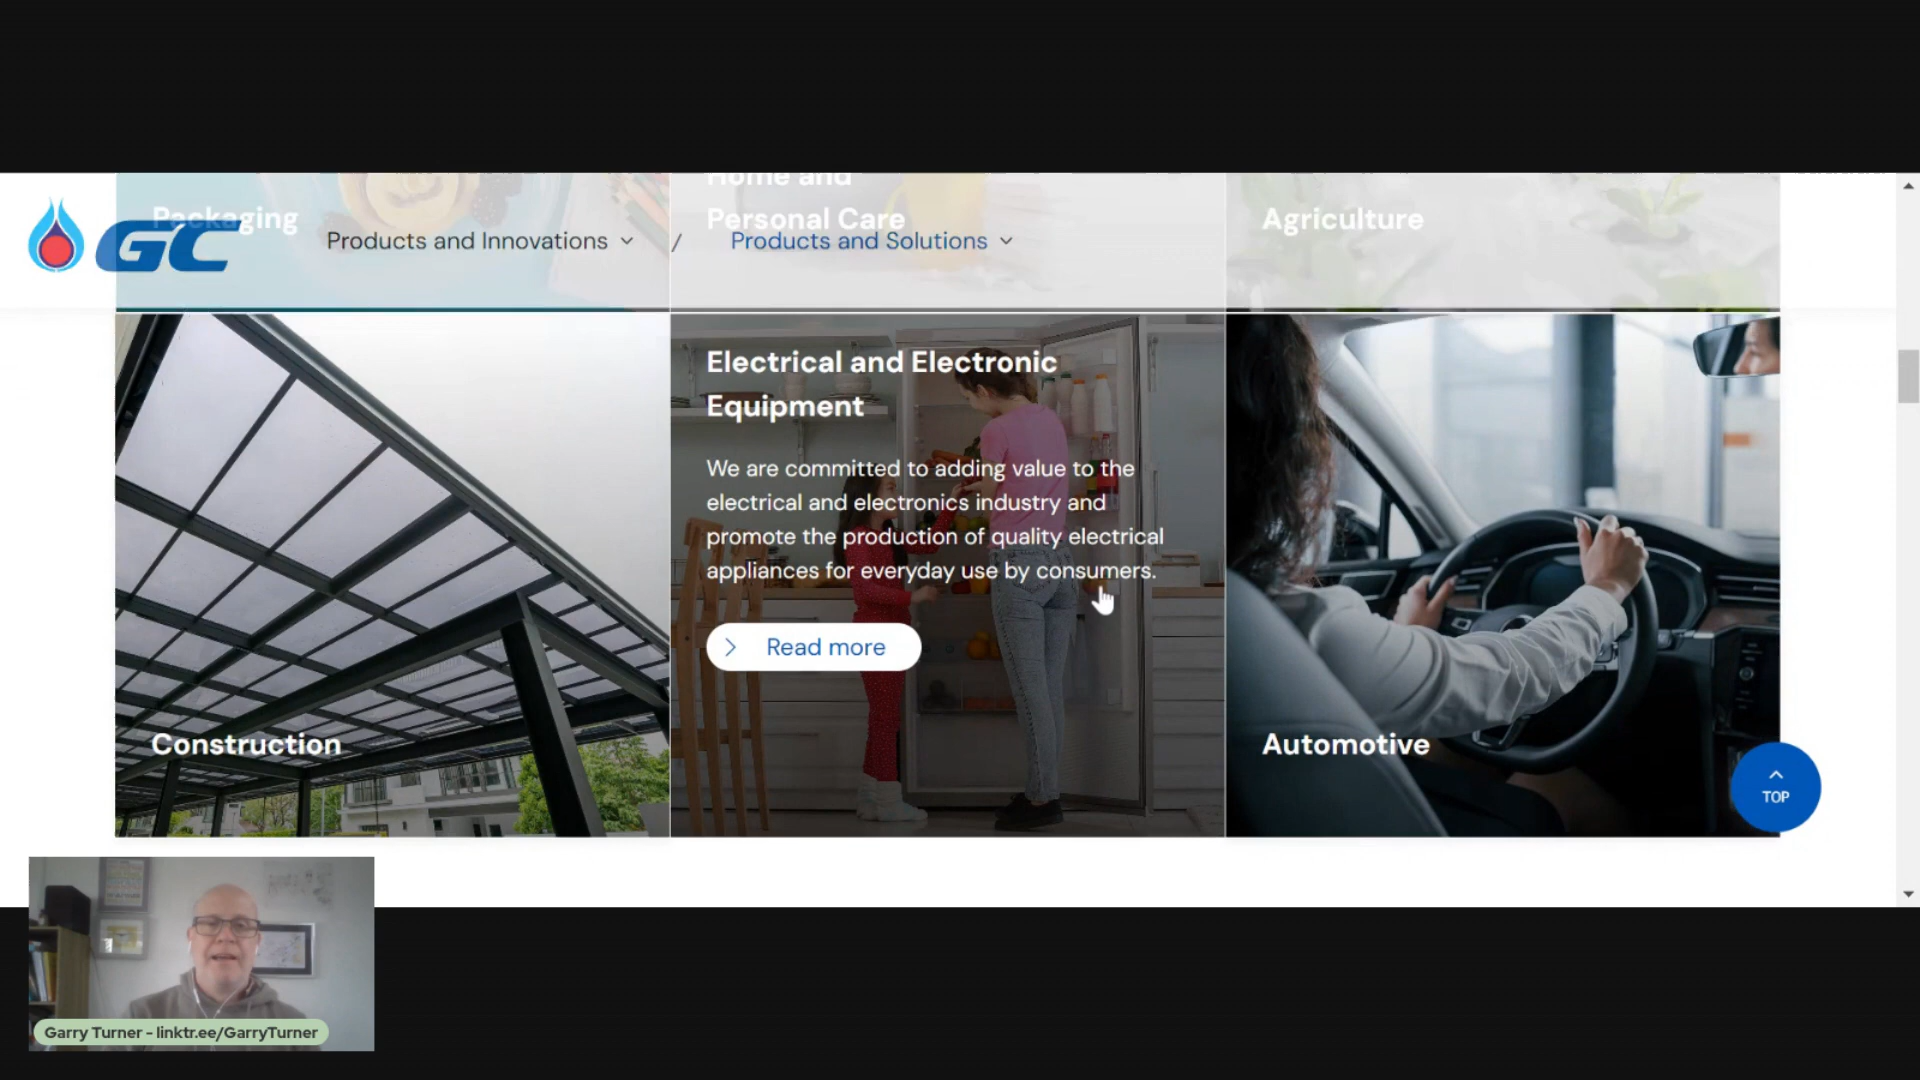 Home and
Packaging
Personal Care
Agriculture
GC
Products and Innovations
/
Products and Solutions
Electrical and Electronic
Equipment
We are committed to adding value to the
electrical and electronics industry and
promote the production of quality electrical
appliances for everyday use by consumers.
Read more
Construction
Automotive
TOP
Garry Turner - linktr.ee/GarryTurner